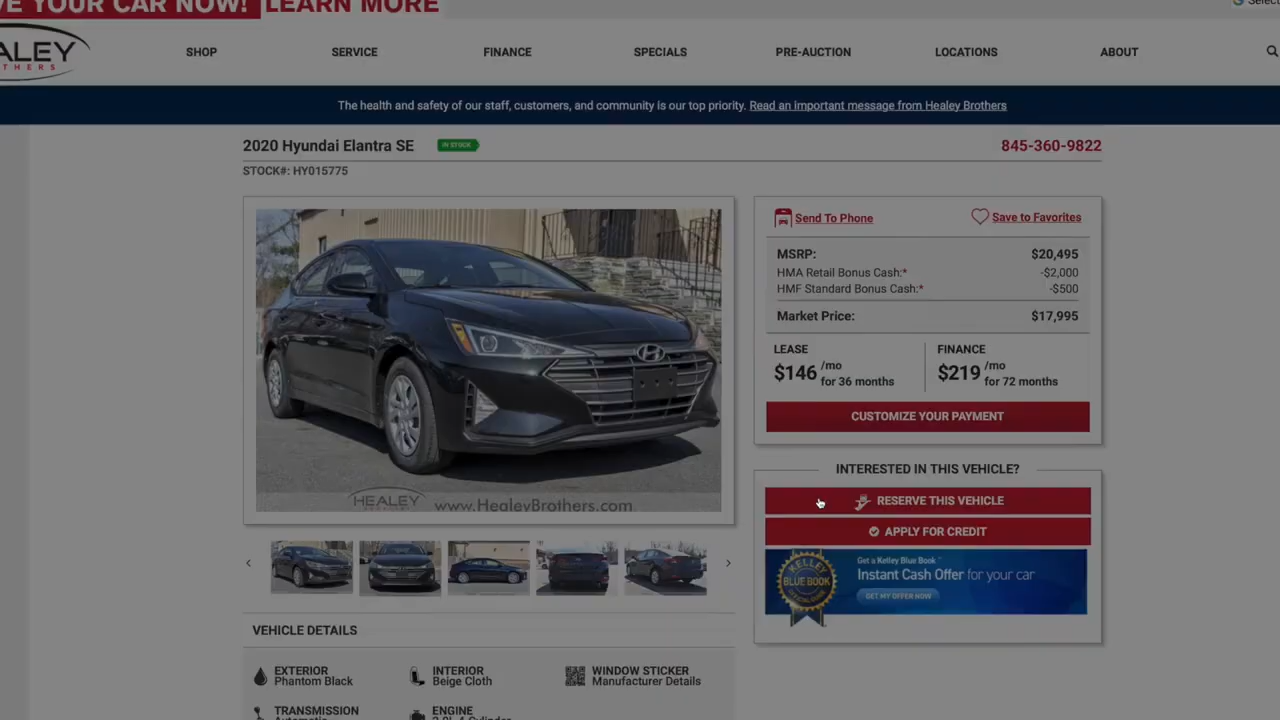 E YOUR CAR NOW! LEARN MORE
ALEY
THERS
SHOP
SERVICE
FINANCE
SPECIALS
PRE-AUCTION
LOCATIONS
ABOUT
The health and safety of our staff, customers, and community is our top priority. Read an important message from Healey Brothers
2020 Hyundai Elantra SE
IN STOCK
845-360-9822
STOCK#: HY015775
Send To Phone
Save to Favorites
MSRP: $20,495
HMA Retail Bonus Cash:* -$2,000
HMF Standard Bonus Cash:* -$500
Market Price: $17,995
LEASE
$146 /mo
for 36 months
FINANCE
$219 /mo
for 72 months
CUSTOMIZE YOUR PAYMENT
INTERESTED IN THIS VEHICLE?
RESERVE THIS VEHICLE
APPLY FOR CREDIT
KELLEY
BLUE BOOK
Get a Kelley Blue Book
Instant Cash Offer for your car
GET MY OFFER NOW
HEALEY
www.HealeyBrothers.com
VEHICLE DETAILS
EXTERIOR
Phantom Black
INTERIOR
Beige Cloth
WINDOW STICKER
Manufacturer Details
TRANSMISSION
Automatic
ENGINE